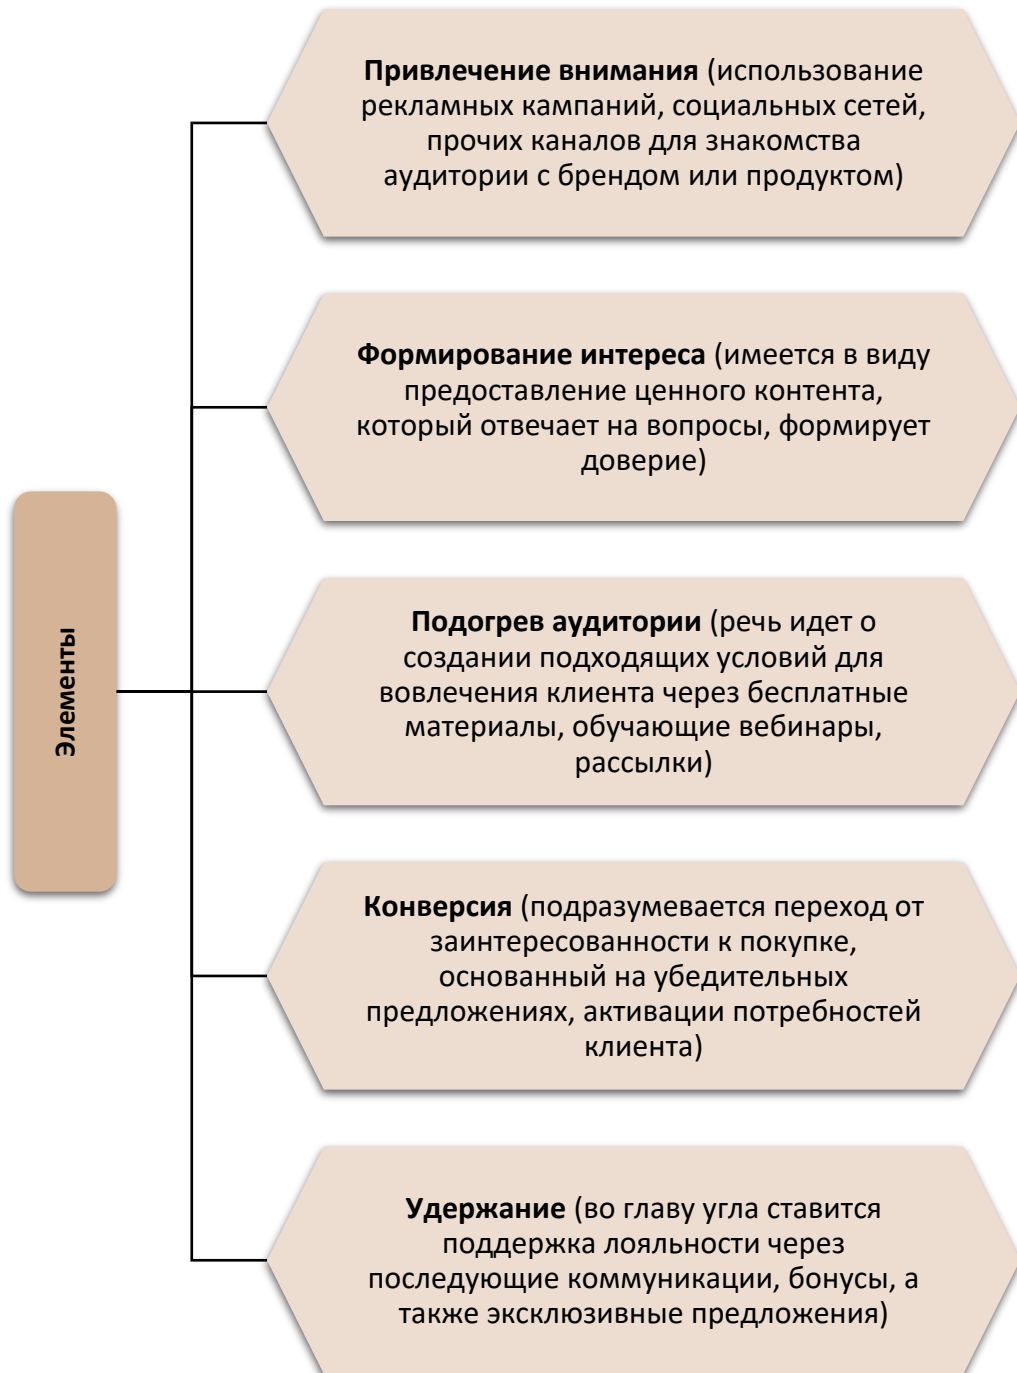 Элементы
Привлечение внимания (использование
рекламных кампаний, социальных сетей,
прочих каналов для знакомства
аудитории с брендом или продуктом)
Формирование интереса (имеется в виду
предоставление ценного контента,
который отвечает на вопросы, формирует
доверие)
Подогрев аудитории (речь идет о
создании подходящих условий для
вовлечения клиента через бесплатные
материалы, обучающие вебинары,
рассылки)
Конверсия (подразумевается переход от
заинтересованности к покупке,
основанный на убедительных
предложениях, активации потребностей
клиента)
Удержание (во главу угла ставится
поддержка лояльности через
последующие коммуникации, бонусы, а
также эксклюзивные предложения)